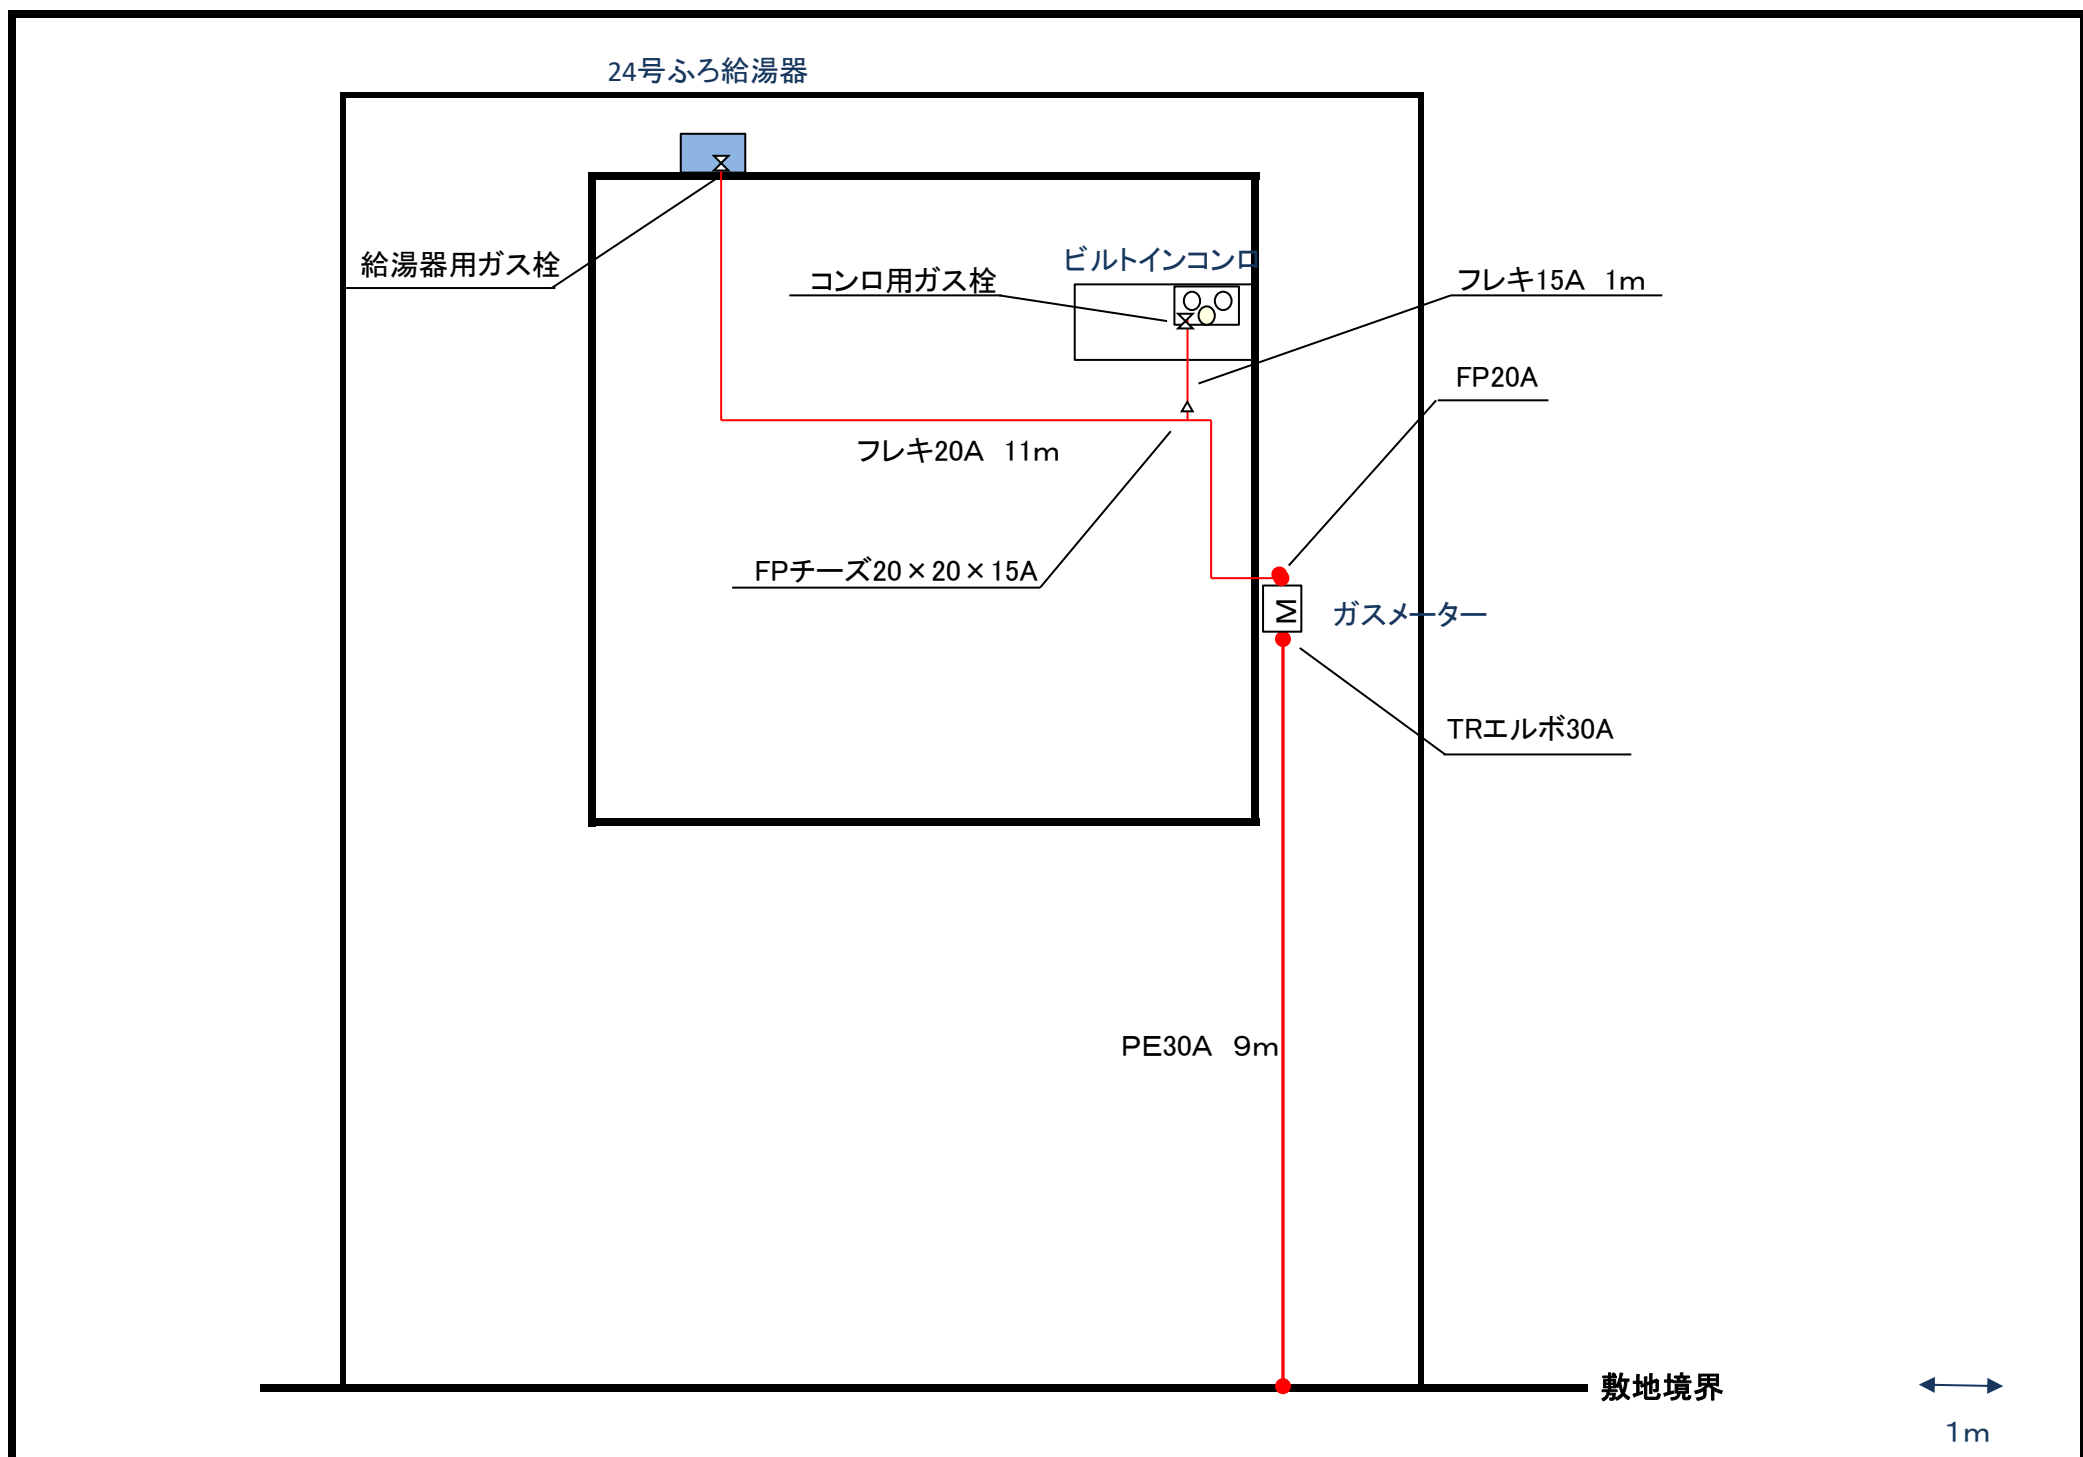 24号ふろ給湯器
給湯器用ガス栓
コンロ用ガス栓
ビルトインコンロ
フレキ15A 1m
FP20A
フレキ20A 11m
FPチーズ20×20×15A
M
ガスメーター
TRエルボ30A
PE30A 9m
敷地境界
1m